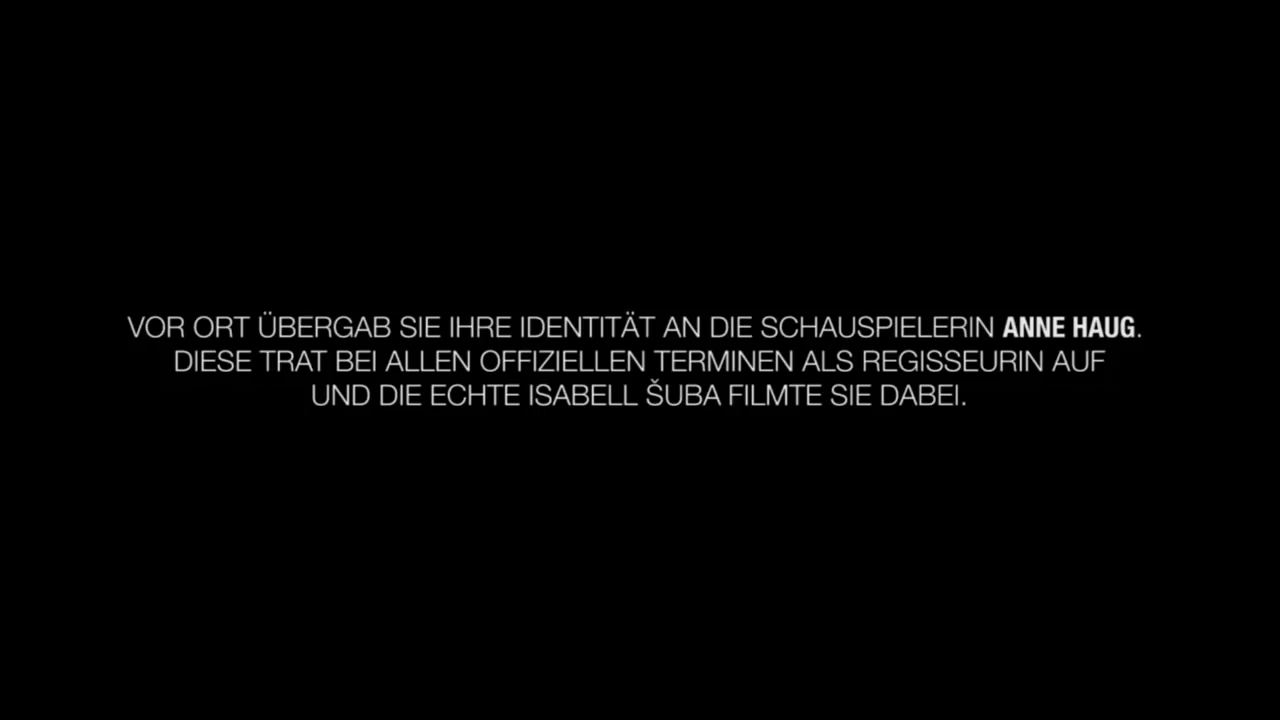 VOR ORT ÜBERGAB SIE IHRE IDENTITÄT AN DIE SCHAUSPIELERIN ANNE HAUG.
DIESE TRAT BEI ALLEN OFFIZIELLEN TERMINEN ALS REGISSEURIN AUF
UND DIE ECHTE ISABELL ŠUBA FILMTE SIE DABEI.